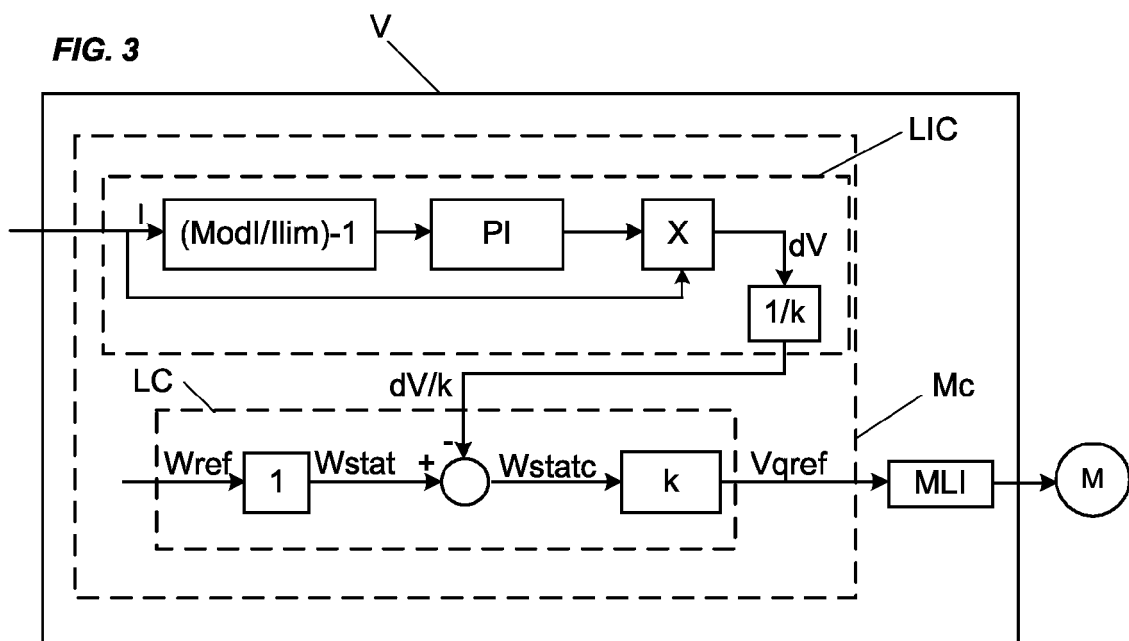 FIG. 3
V
LIC
I
(ModI/Ilim)-1
PI
X
dV
1/k
LC
dV/k
Mc
-
Wref
1
Wstat
+
Wstatc
k
Vqref
MLI
M